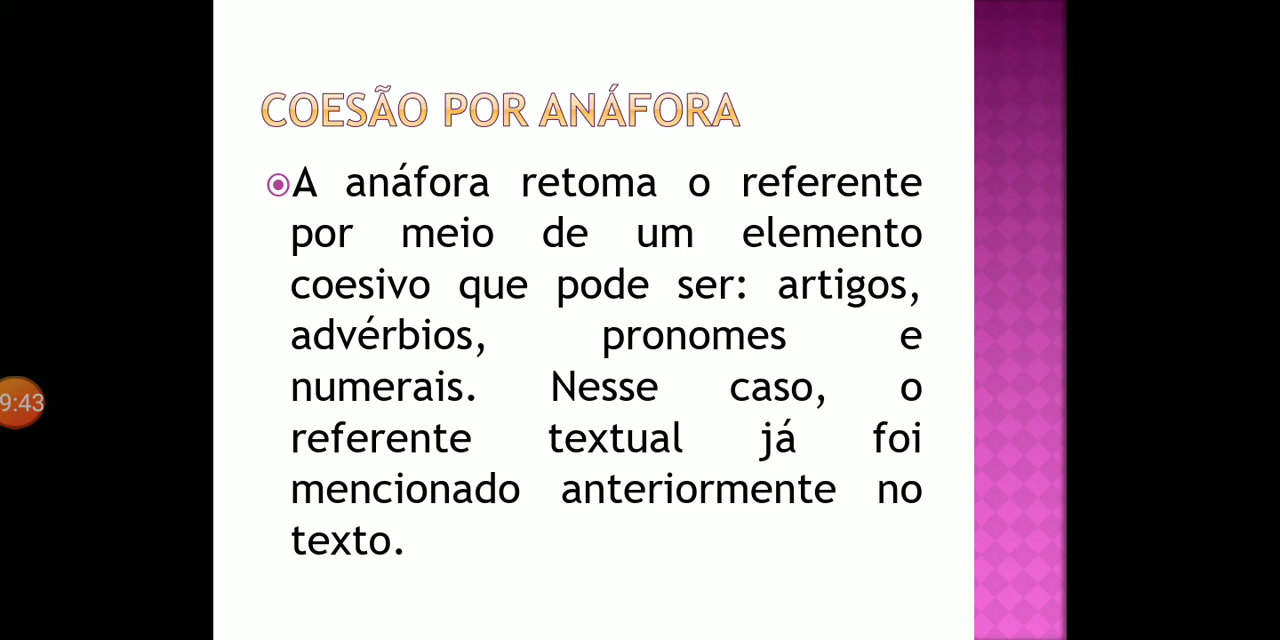 COESÃO POR ANÁFORA
A anáfora retoma o referente
por meio de um elemento
coesivo que pode ser: artigos,
advérbios, pronomes e
numerais. Nesse caso, o
referente textual já foi
mencionado anteriormente no
texto.
9:43